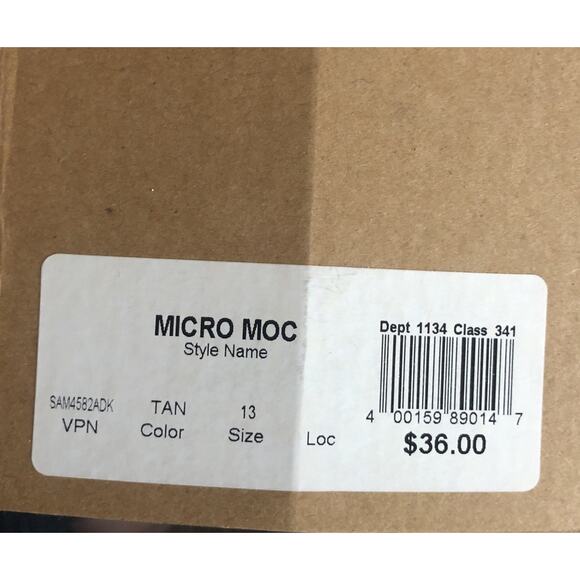 MICRO MOC
Style Name
SAM4582ADK TAN 13
VPN Color Size Loc
Dept 1134 Class 341
4 00159 89014 7
$36.00